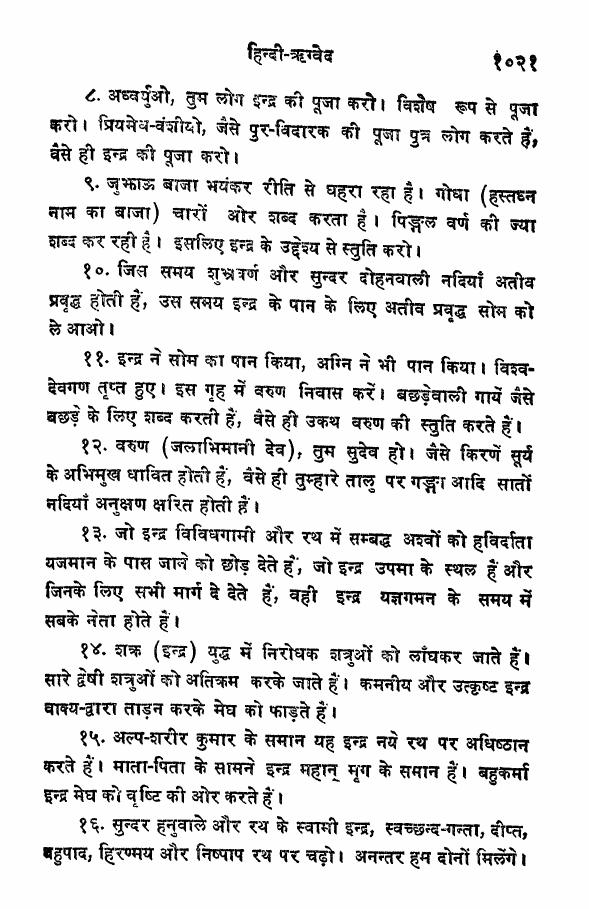 हिन्दी-ऋग्वेद १०२१
८. अध्वर्युओ, तुम लोग इन्द्र की पूजा करो। विशेष रूप से पूजा
करो। प्रियमेध-वंशीयो, जैसे पुर-विदारक की पूजा पुत्र लोग करते हैं,
वैसे ही इन्द्र की पूजा करो।
९. जुझाऊ बाजा भयंकर रीति से घहरा रहा है। गोधा (हस्तघ्न
नाम का बाजा) चारों ओर शब्द करता है। पिङ्गल वर्ण की ज्या
शब्द कर रही है। इसलिए इन्द्र के उद्देश्य से स्तुति करो।
१०. जिस समय शुभ्रवर्ण और सुन्दर दोहनवाली नदियाँ अतीव
प्रवृद्ध होती हैं, उस समय इन्द्र के पान के लिए अतीव प्रवृद्ध सोम को
ले आओ।
११. इन्द्र ने सोम का पान किया, अग्नि ने भी पान किया। विश्व-
देवगण तृप्त हुए। इस गृह में वरुण निवास करें। बछड़ेवाली गायें जैसे
बछड़े के लिए शब्द करती हैं, वैसे ही उकथ वरुण की स्तुति करते हैं।
१२. वरुण (जलाभिमानी देव), तुम सुदेव हो। जैसे किरणें सूर्य
के अभिमुख धावित होती हैं, वैसे ही तुम्हारे तालु पर गङ्गा आदि सातों
नदियाँ अनुक्षण क्षरित होती हैं।
१३. जो इन्द्र विविधगामी और रथ में सम्बद्ध अश्वों को हविर्दाता
यजमान के पास जाने को छोड़ देते हैं, जो इन्द्र उपमा के स्थल हैं और
जिनके लिए सभी मार्ग दे देते हैं, वही इन्द्र यज्ञगमन के समय में
सबके नेता होते हैं।
१४. शक्र (इन्द्र) युद्ध में निरोधक शत्रुओं को लाँघकर जाते हैं।
सारे द्वेषी शत्रुओं को अतिक्रम करके जाते हैं। कमनीय और उत्कृष्ट इन्द्र
वाक्य-द्वारा ताड़न करके मेघ को फाड़ते हैं।
१५. अल्प-शरीर कुमार के समान यह इन्द्र नये रथ पर अधिष्ठान
करते हैं। माता-पिता के सामने इन्द्र महान् मृग के समान हैं। बहुकर्मा
इन्द्र मेघ को वृष्टि की ओर करते हैं।
१६. सुन्दर हनुवाले और रथ के स्वामी इन्द्र, स्वच्छन्द-गन्ता, दीप्त,
बहुपाद, हिरण्मय और निष्पाप रथ पर चढ़ो। अनन्तर हम दोनों मिलेंगे।